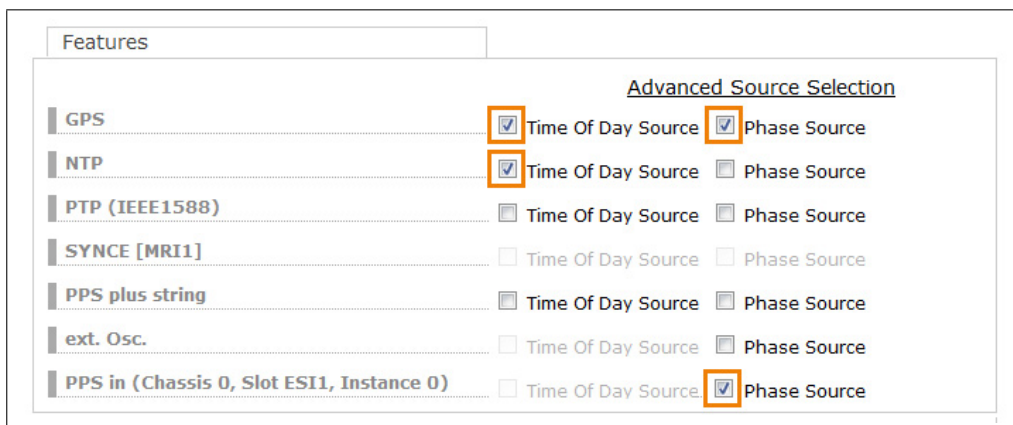 Features
Advanced Source Selection
GPS Time Of Day Source Phase Source
NTP Time Of Day Source Phase Source
PTP (IEEE1588) Time Of Day Source Phase Source
SYNCE [MRI1] Time Of Day Source Phase Source
PPS plus string Time Of Day Source Phase Source
ext. Osc. Time Of Day Source Phase Source
PPS in (Chassis 0, Slot ESI1, Instance 0) Time Of Day Source Phase Source